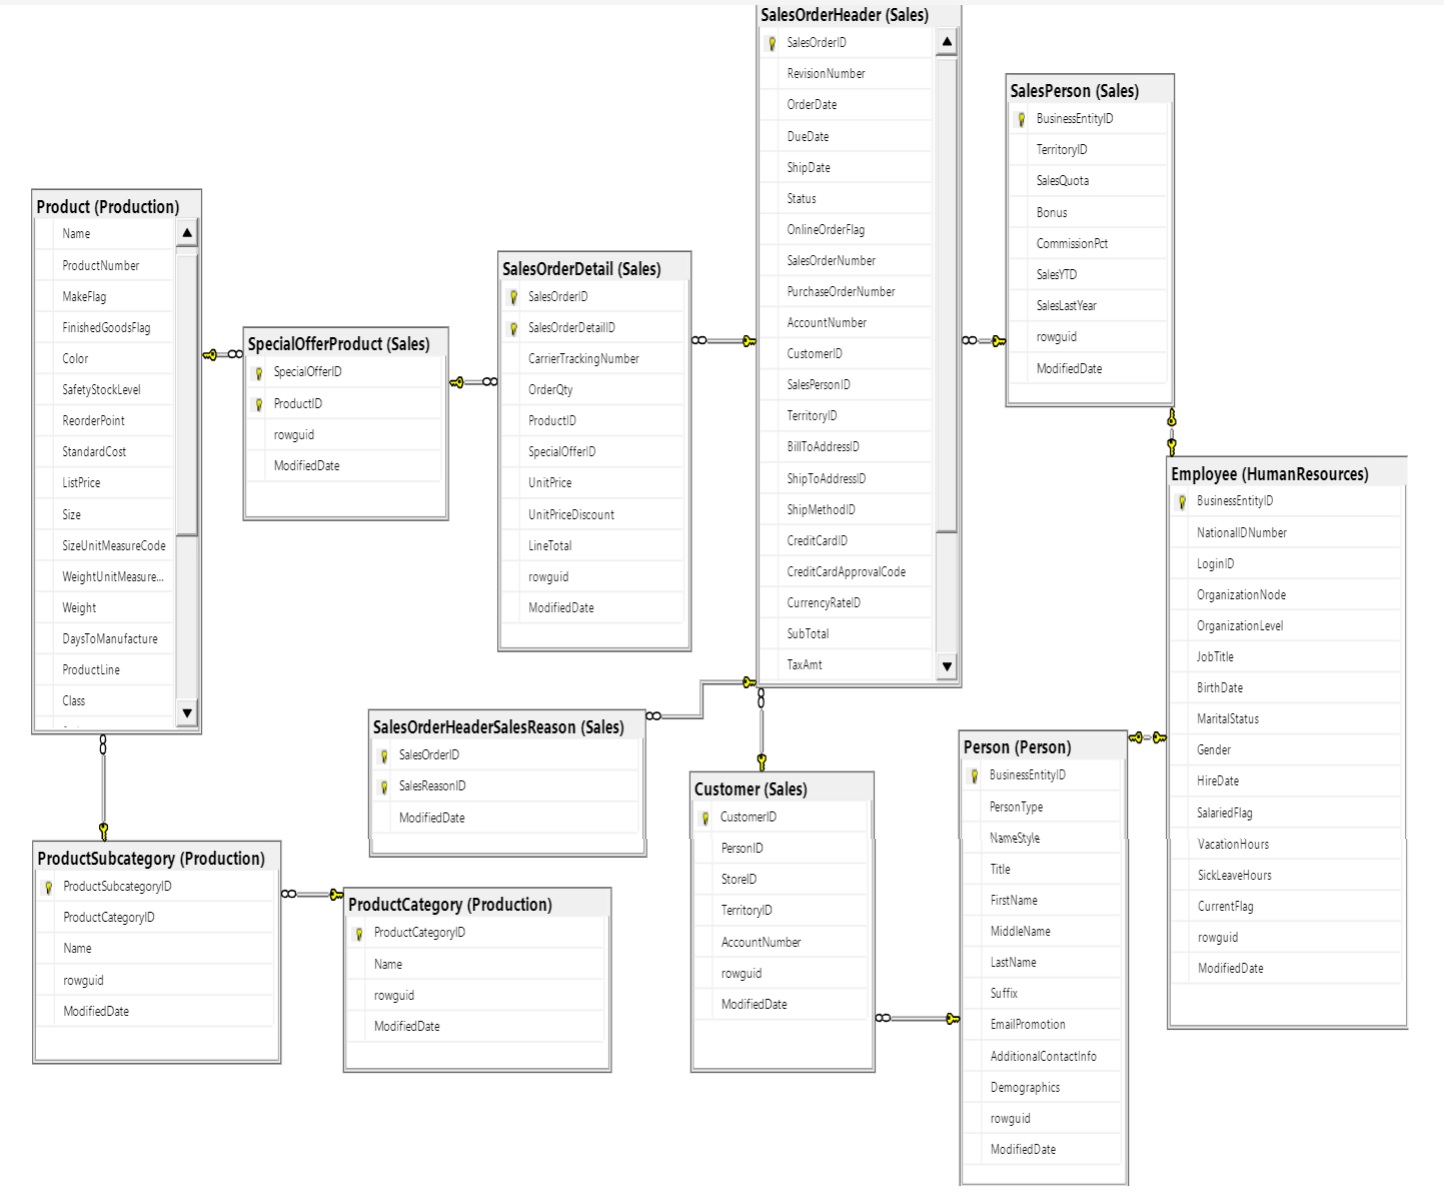 SalesOrderHeader (Sales)
SalesOrderID
RevisionNumber
OrderDate
DueDate
ShipDate
Status
OnlineOrderFlag
SalesOrderNumber
PurchaseOrderNumber
AccountNumber
CustomerID
SalesPersonID
TerritoryID
BillToAddressID
ShipToAddressID
ShipMethodID
CreditCardID
CreditCardApprovalCode
CurrencyRateID
SubTotal
TaxAmt
SalesPerson (Sales)
BusinessEntityID
TerritoryID
SalesQuota
Bonus
CommissionPct
SalesYTD
SalesLastYear
rowguid
ModifiedDate
Product (Production)
Name
ProductNumber
MakeFlag
FinishedGoodsFlag
Color
SafetyStockLevel
ReorderPoint
StandardCost
ListPrice
Size
SizeUnitMeasureCode
WeightUnitMeasure...
Weight
DaysToManufacture
ProductLine
Class
SpecialOfferProduct (Sales)
SpecialOfferID
ProductID
rowguid
ModifiedDate
SalesOrderDetail (Sales)
SalesOrderID
SalesOrderDetailID
CarrierTrackingNumber
OrderQty
ProductID
SpecialOfferID
UnitPrice
UnitPriceDiscount
LineTotal
rowguid
ModifiedDate
Employee (HumanResources)
BusinessEntityID
NationalIDNumber
LoginID
OrganizationNode
OrganizationLevel
JobTitle
BirthDate
MaritalStatus
Gender
HireDate
SalariedFlag
VacationHours
SickLeaveHours
CurrentFlag
rowguid
ModifiedDate
SalesOrderHeaderSalesReason (Sales)
SalesOrderID
SalesReasonID
ModifiedDate
Customer (Sales)
CustomerID
PersonID
StoreID
TerritoryID
AccountNumber
rowguid
ModifiedDate
Person (Person)
BusinessEntityID
PersonType
NameStyle
Title
FirstName
MiddleName
LastName
Suffix
EmailPromotion
AdditionalContactInfo
Demographics
rowguid
ModifiedDate
ProductSubcategory (Production)
ProductSubcategoryID
ProductCategoryID
Name
rowguid
ModifiedDate
ProductCategory (Production)
ProductCategoryID
Name
rowguid
ModifiedDate